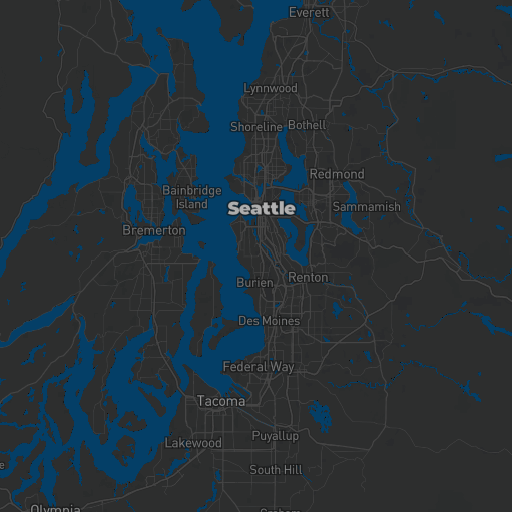 Everett
Lynnwood
Shoreline
Bothell
Redmond
Bainbridge
Island
Seattle
Sammamish
Bremerton
Renton
Burien
Des Moines
Federal Way
Tacoma
Puyallup
Lakewood
South Hill
Olympia
Graham